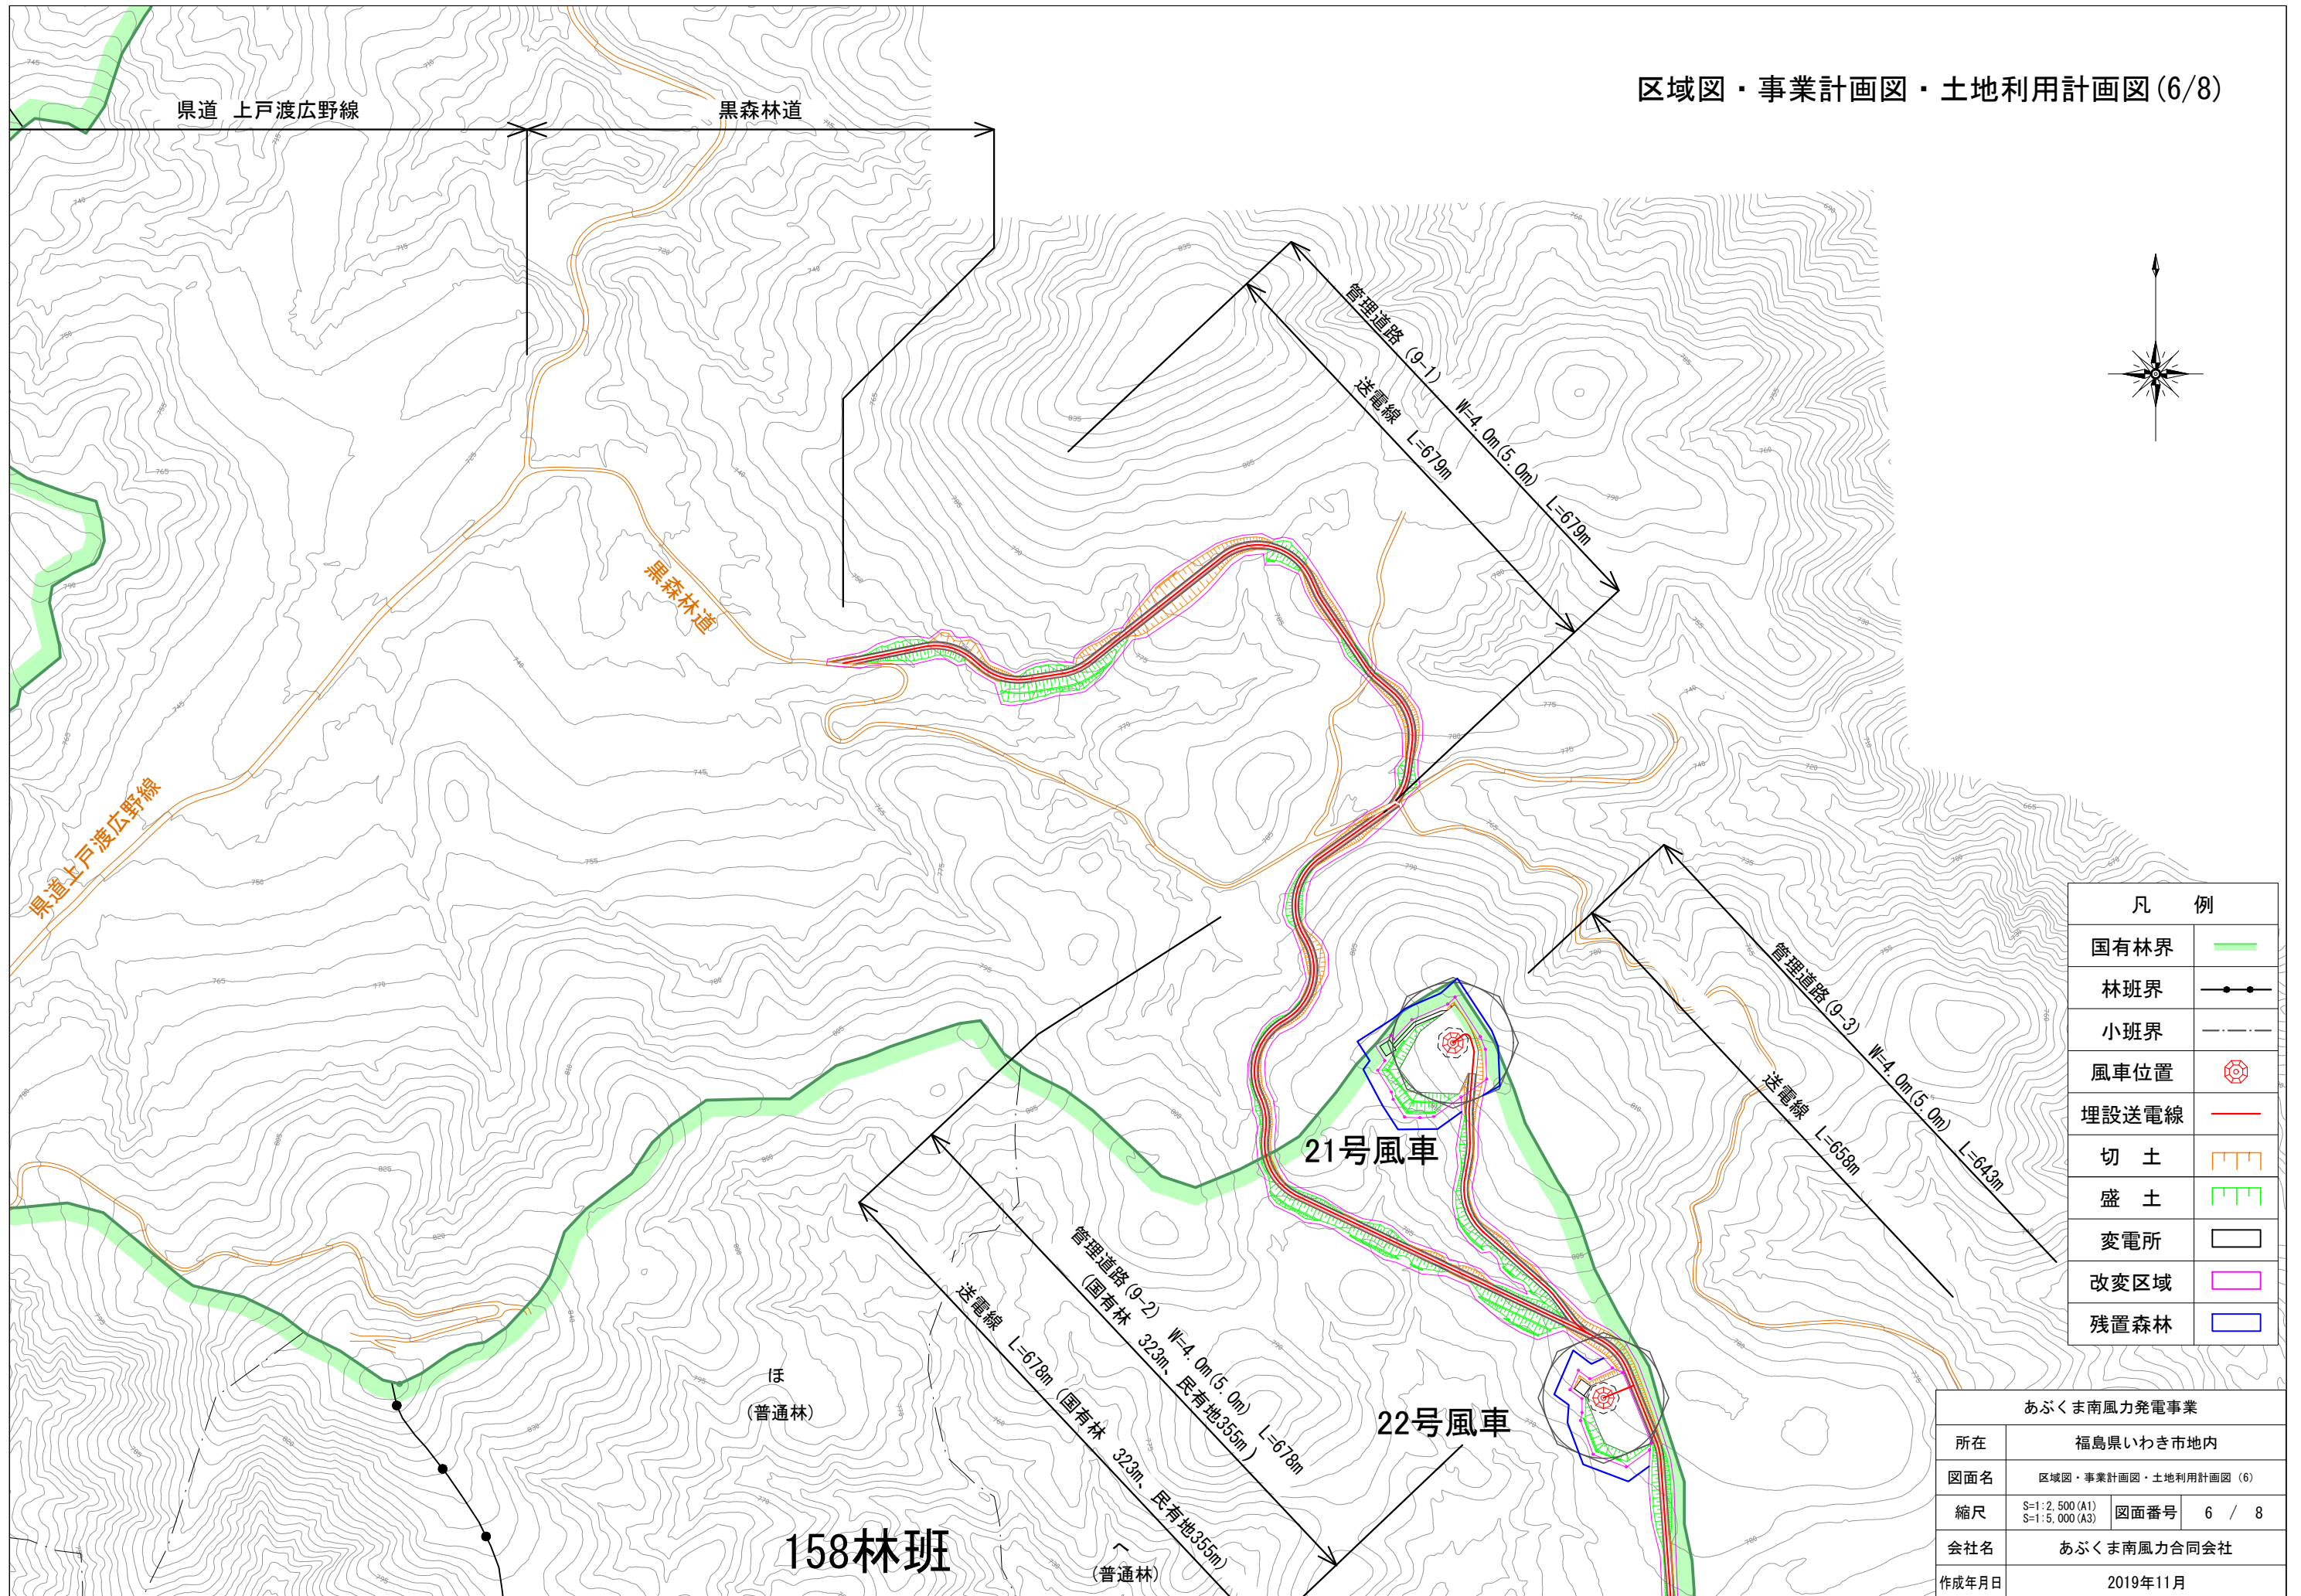 区域図・事業計画図・土地利用計画図(6/8)
県道 上戸渡広野線
黒森林道
管理道路(9-1) W=4.0m(5.0m) L=679m
送電線 L=679m
黒森林道
県道上戸渡広野線
管理道路(9-3) W=4.0m(5.0m) L=643m
送電線 L=658m
21号風車
22号風車
管理道路(9-2) W=4.0m(5.0m) L=678m
(国有林 323m、民有地355m)
送電線 L=678m (国有林 323m、民有地355m)
ほ
(普通林)
158林班
へ
(普通林)
凡 例
国有林界
林班界
小班界
風車位置
埋設送電線
切 土
盛 土
変電所
改変区域
残置森林
あぶくま南風力発電事業
所在 福島県いわき市地内
図面名 区域図・事業計画図・土地利用計画図 (6)
縮尺 S=1:2,500(A1) 図面番号 6 / 8
S=1:5,000(A3)
会社名 あぶくま南風力合同会社
作成年月日 2019年11月